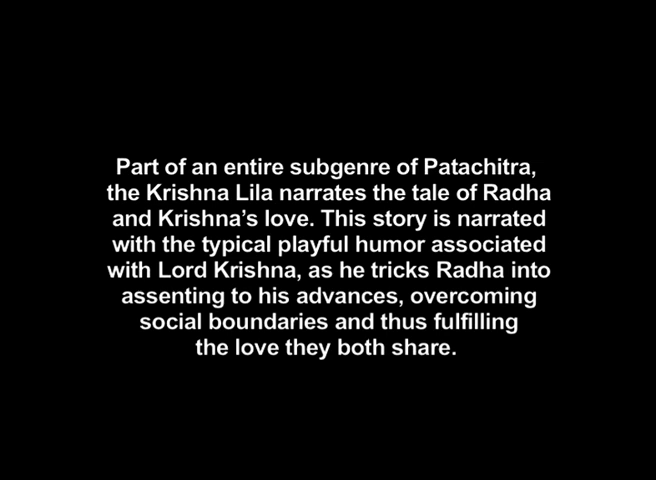 Part of an entire subgenre of Patachitra,
the Krishna Lila narrates the tale of Radha
and Krishna’s love. This story is narrated
with the typical playful humor associated
with Lord Krishna, as he tricks Radha into
assenting to his advances, overcoming
social boundaries and thus fulfilling
the love they both share.